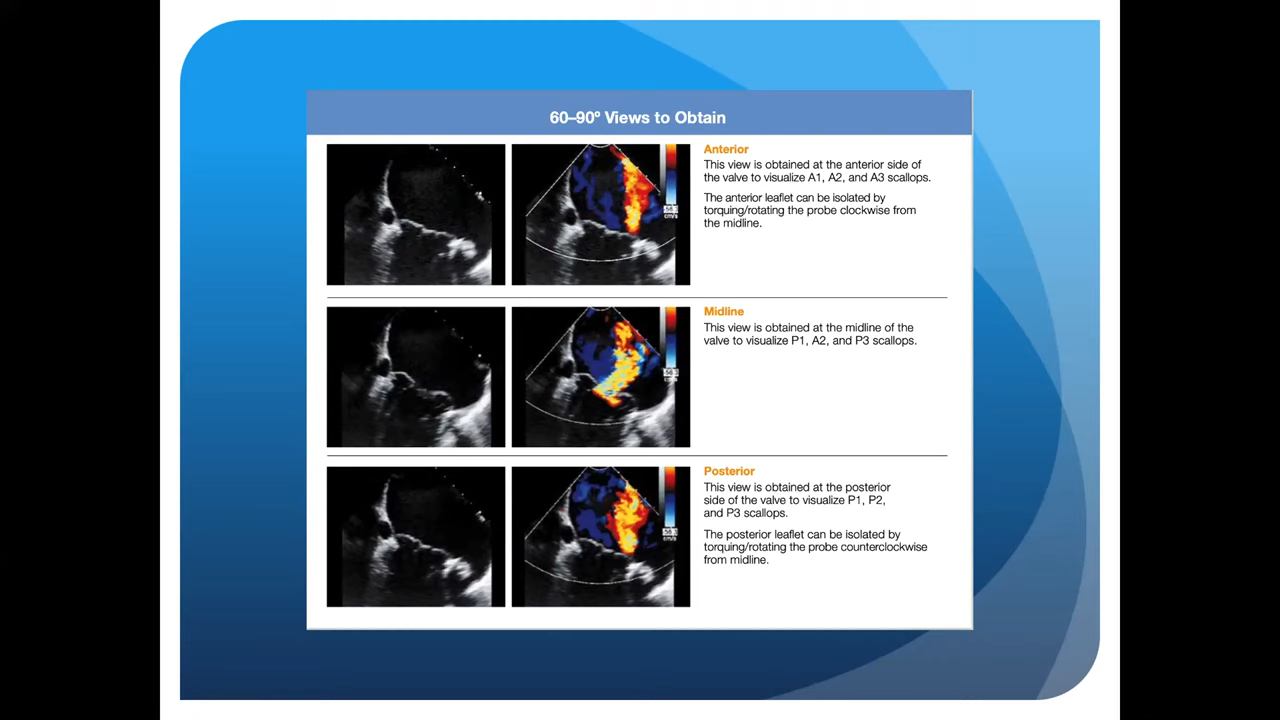 60–90º Views to Obtain
Anterior
This view is obtained at the anterior side of
the valve to visualize A1, A2, and A3 scallops.
The anterior leaflet can be isolated by
torquing/rotating the probe clockwise from
the midline.
cm/s
Midline
This view is obtained at the midline of the
valve to visualize P1, A2, and P3 scallops.
cm/s
Posterior
This view is obtained at the posterior
side of the valve to visualize P1, P2,
and P3 scallops.
The posterior leaflet can be isolated by
torquing/rotating the probe counterclockwise
from midline.
cm/s